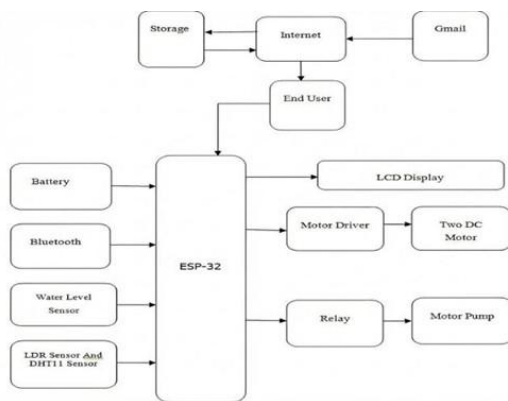 Storage
Internet
Gmail
End User
Battery
LCD Display
Motor Driver
Two DC
Motor
Bluetooth
ESP-32
Water Level
Sensor
Relay
Motor Pump
LDR Sensor And
DHT11 Sensor